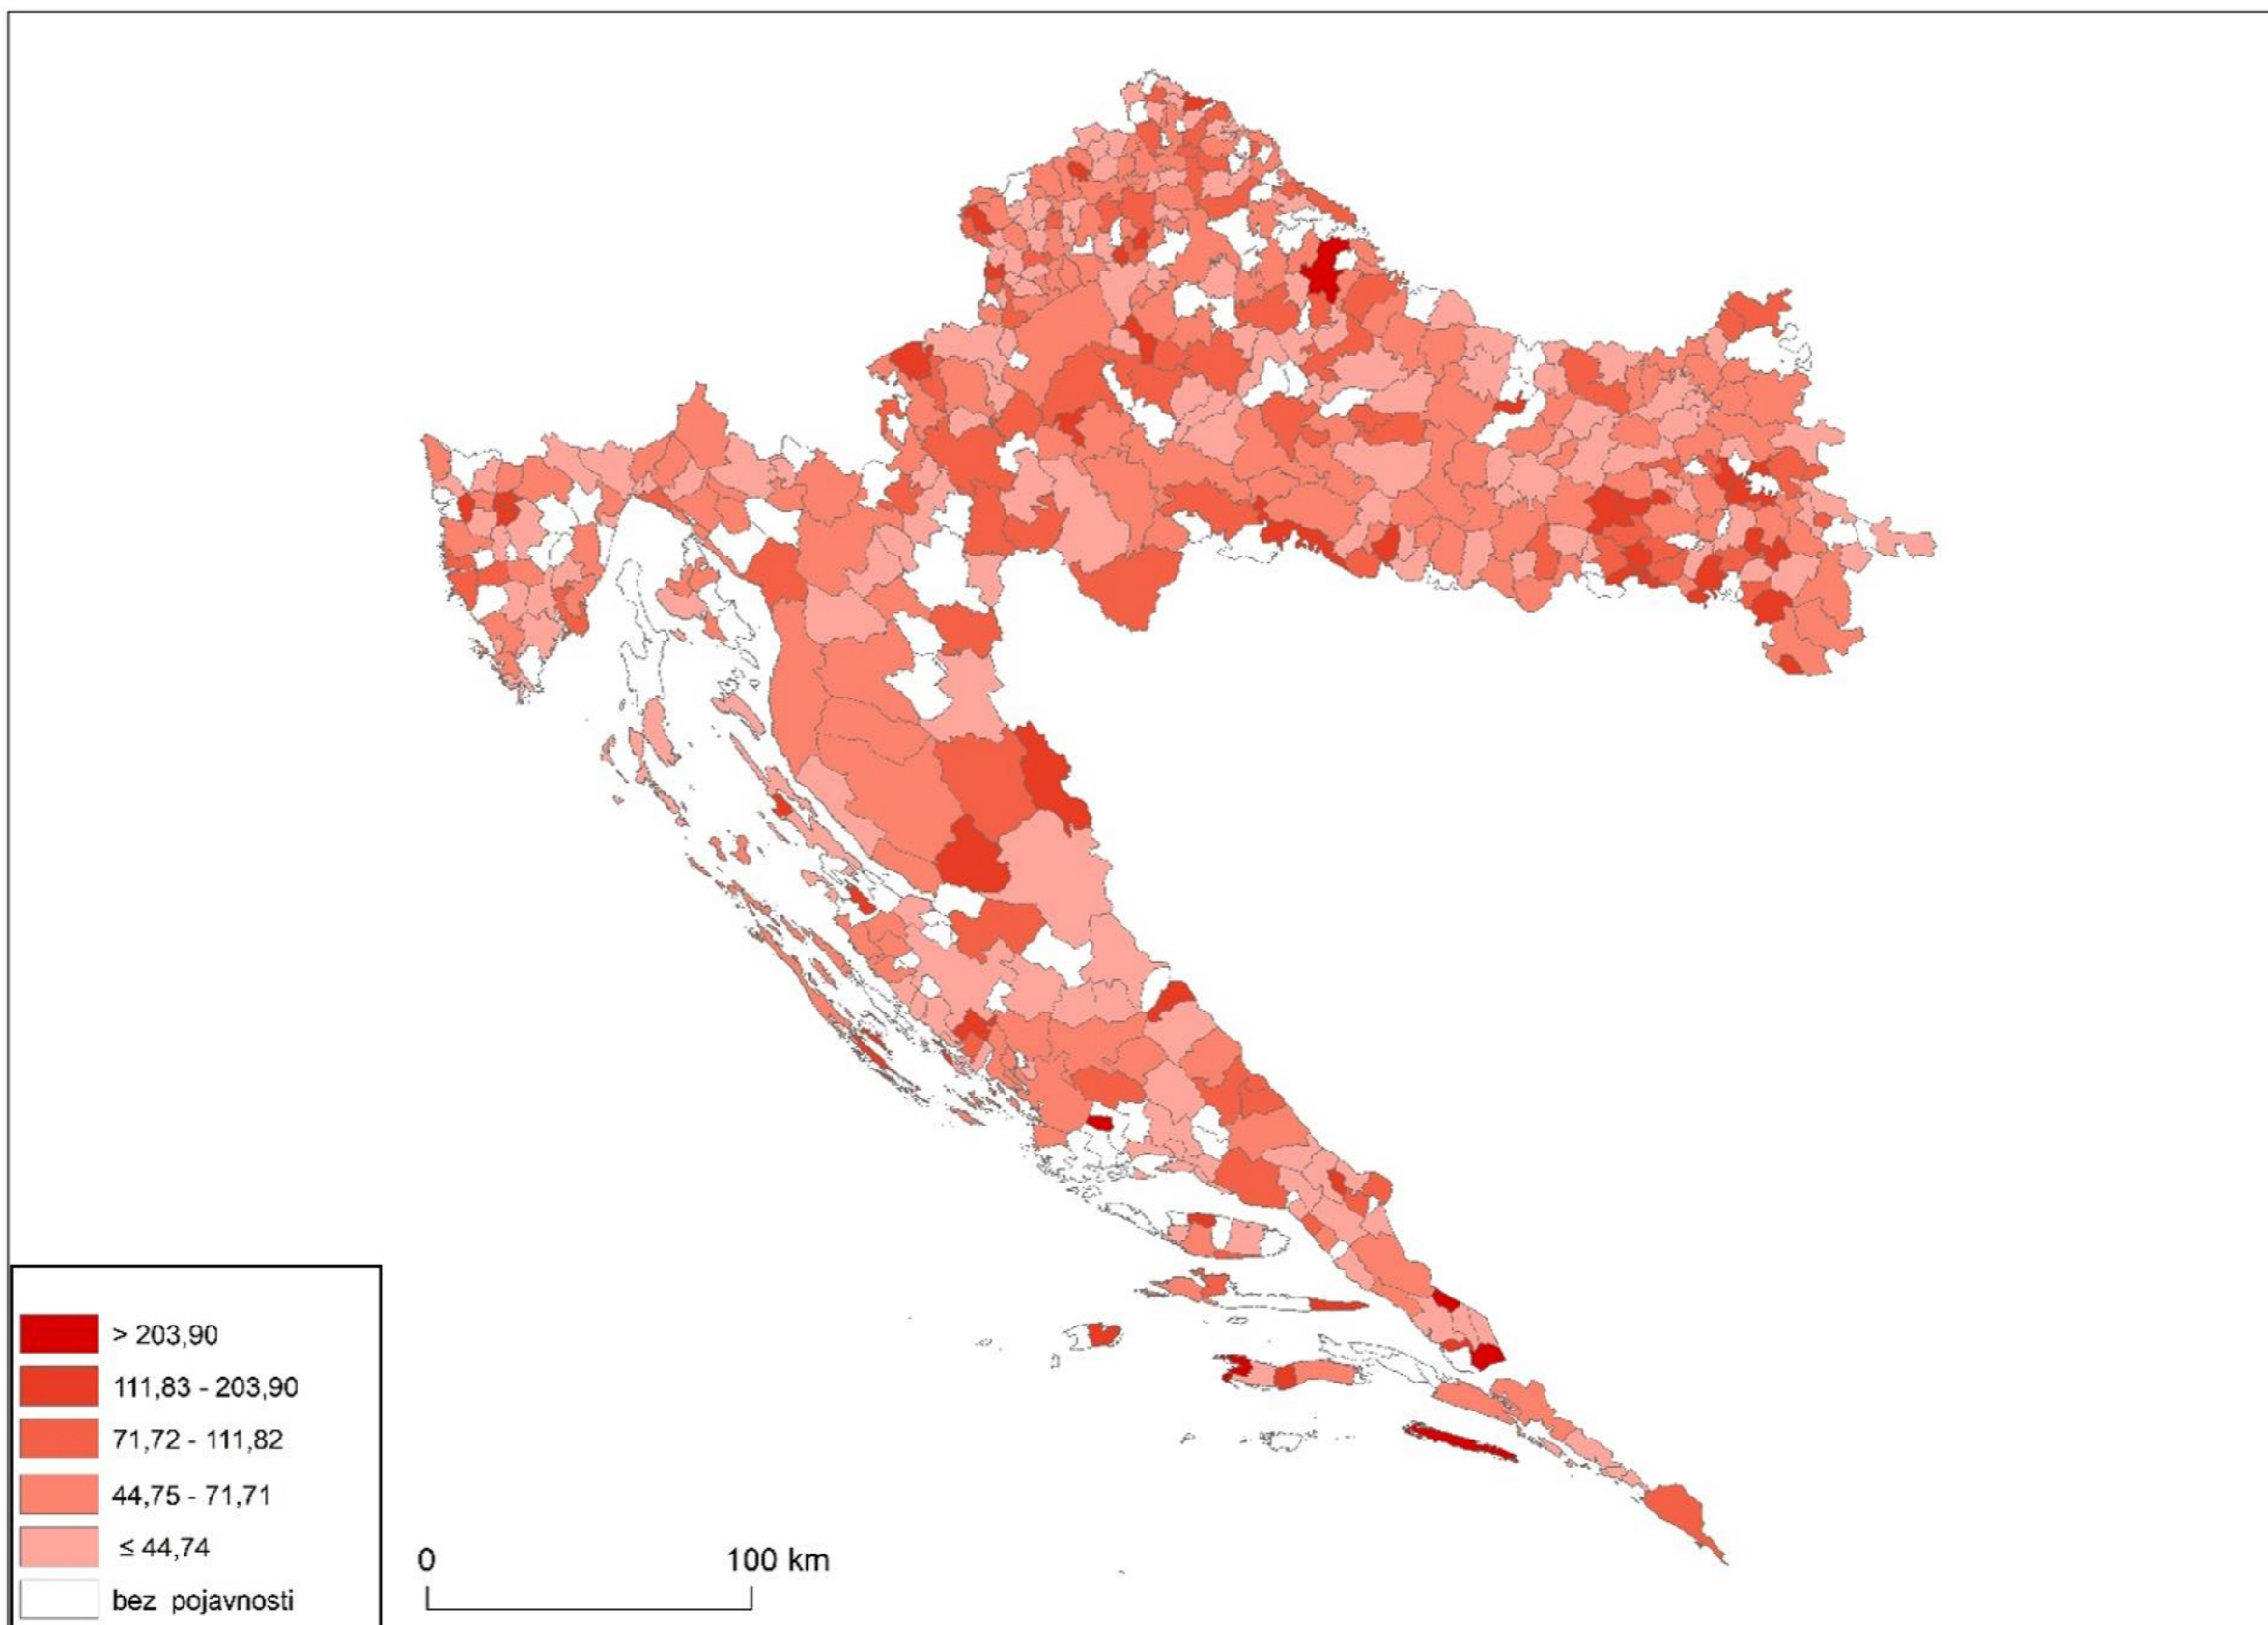 > 203,90
111,83 - 203,90
71,72 - 111,82
44,75 - 71,71
≤ 44,74
bez pojavnosti
0 100 km